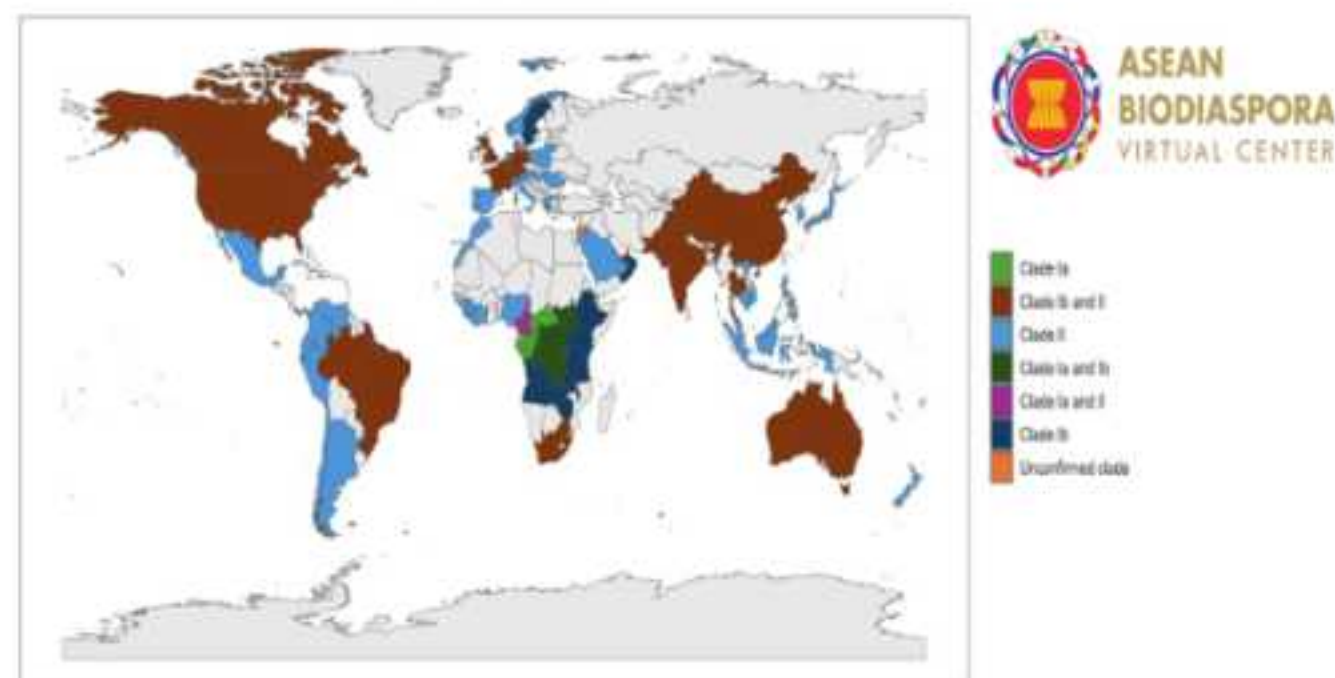 ASEAN
BIODIASPORA
VIRTUAL CENTER
Clade Ia
Clade Ib and II
Clade II
Clade Ia and Ib
Clade Ia and II
Clade Ib
Unconfirmed clade